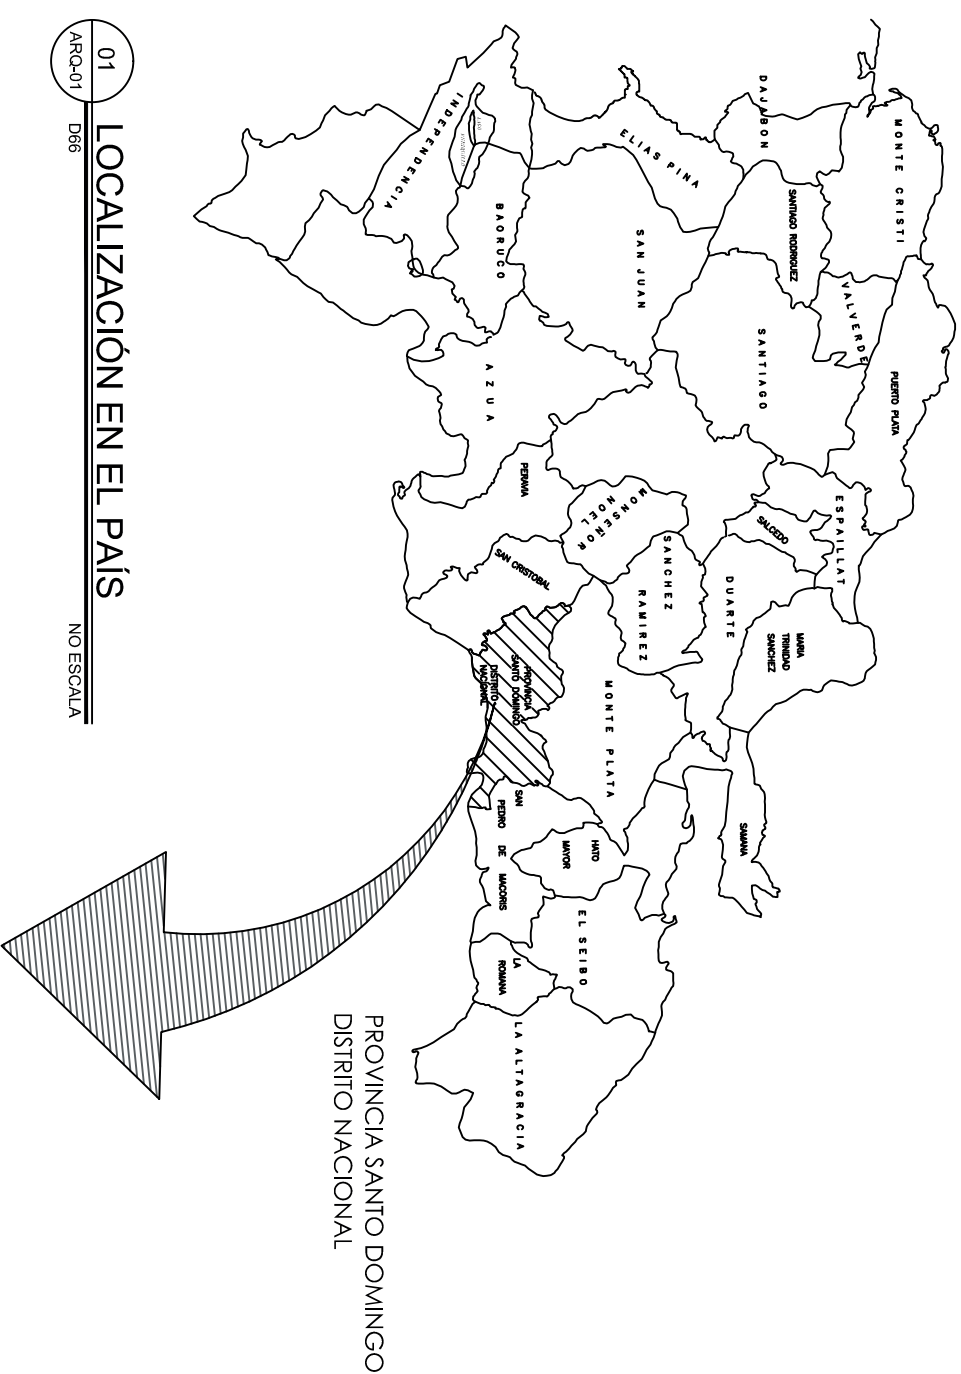 MONTE CRISTI
PUERTO PLATA
DAJABON
SANTIAGO RODRIGUEZ
VALVERDE
ESPAILLAT
SANTIAGO
SALCEDO
MARIA
TRINIDAD
SANCHEZ
ELIAS PIÑA
SAN JUAN
DUARTE
SAMANA
MONSEÑOR
NOEL
SANCHEZ
RAMIREZ
MONTE PLATA
HATO
MAYOR
EL SEIBO
INDEPENDENCIA
LAGO
BAORUCO
AZUA
PERAVIA
SAN CRISTOBAL
PROVINCIA
SANTO DOMINGO
DISTRITO
NACIONAL
SAN
PEDRO DE MACORIS
LA
ROMANA
LA ALTAGRACIA
PROVINCIA SANTO DOMINGO
DISTRITO NACIONAL
01
ARQ-01
LOCALIZACIÓN EN EL PAÍS
D66
NO ESCALA